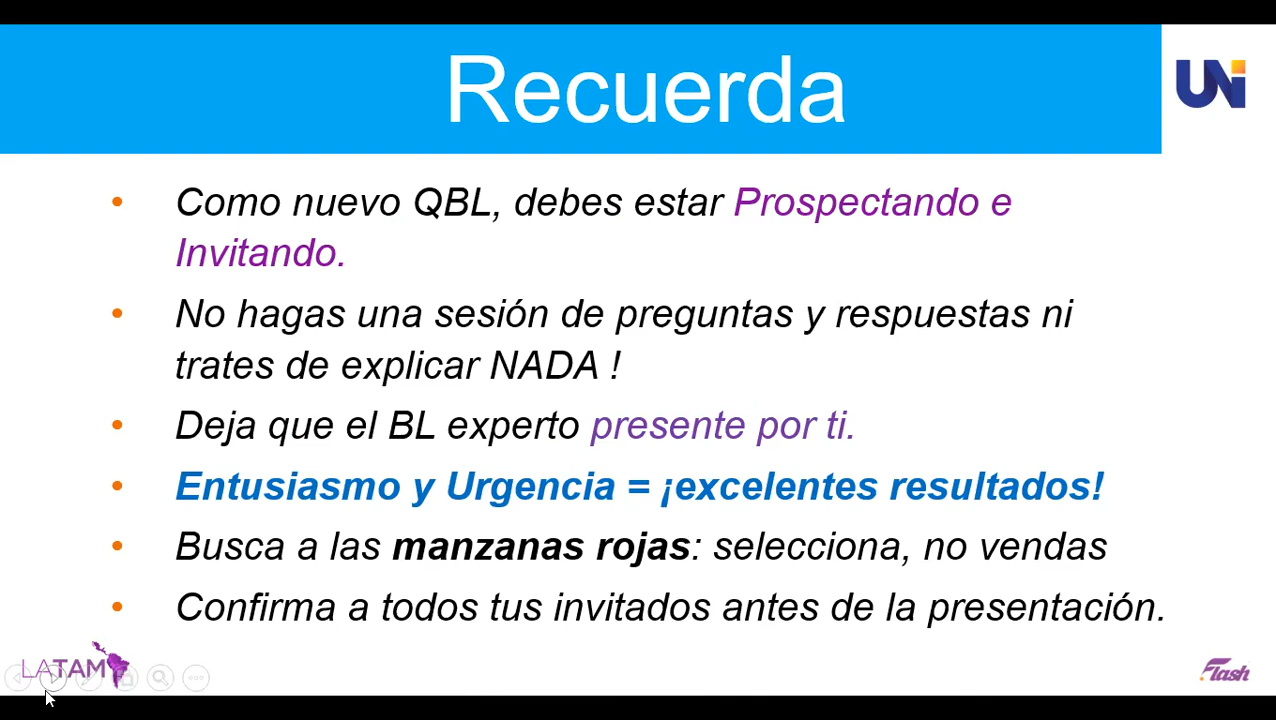 Recuerda
UNi
• Como nuevo QBL, debes estar Prospectando e
Invitando.
• No hagas una sesión de preguntas y respuestas ni
trates de explicar NADA !
• Deja que el BL experto presente por ti.
• Entusiasmo y Urgencia = ¡excelentes resultados!
• Busca a las manzanas rojas: selecciona, no vendas
• Confirma a todos tus invitados antes de la presentación.
LATAM
Flash